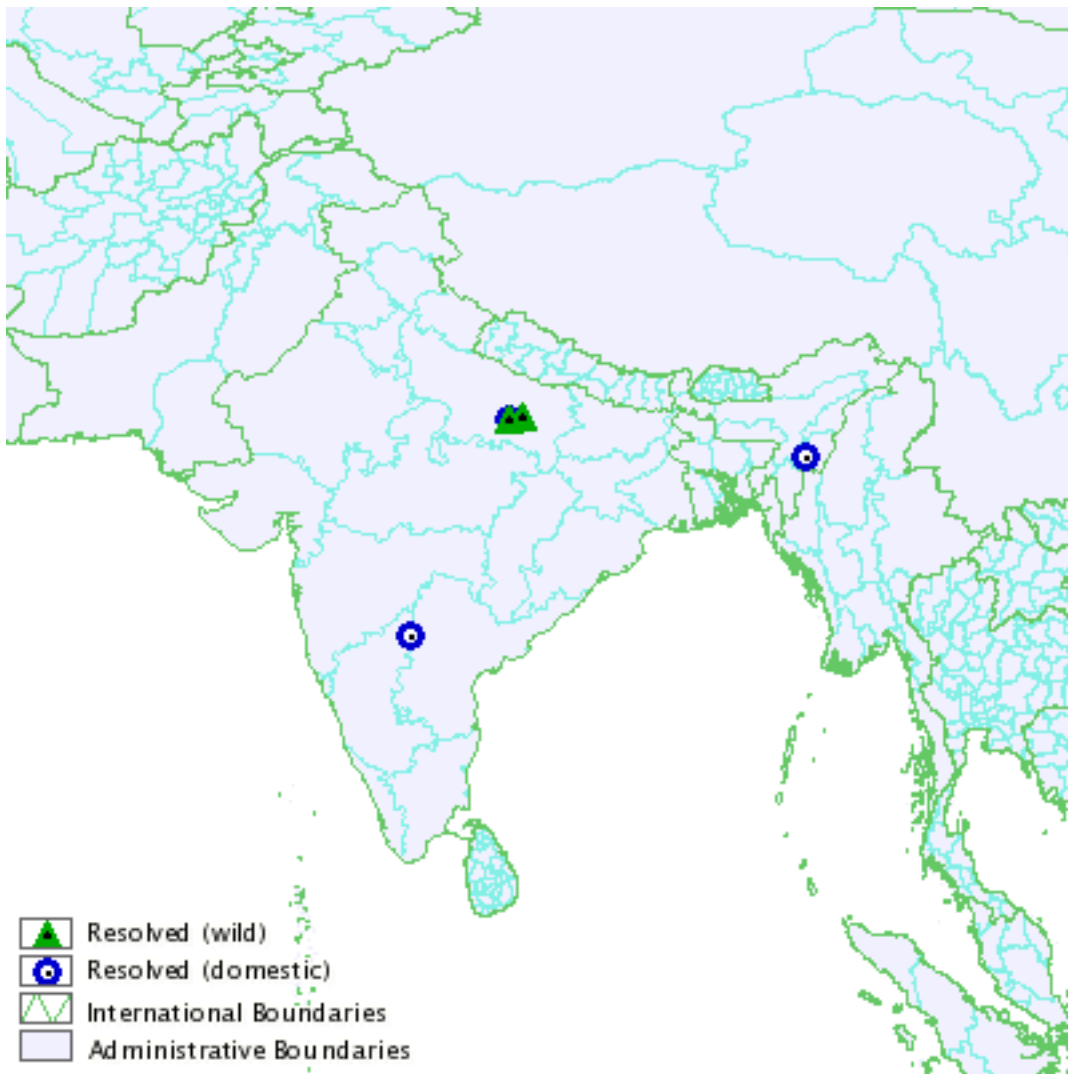 Resolved (wild)
Resolved (domestic)
International Boundaries
Administrative Boundaries